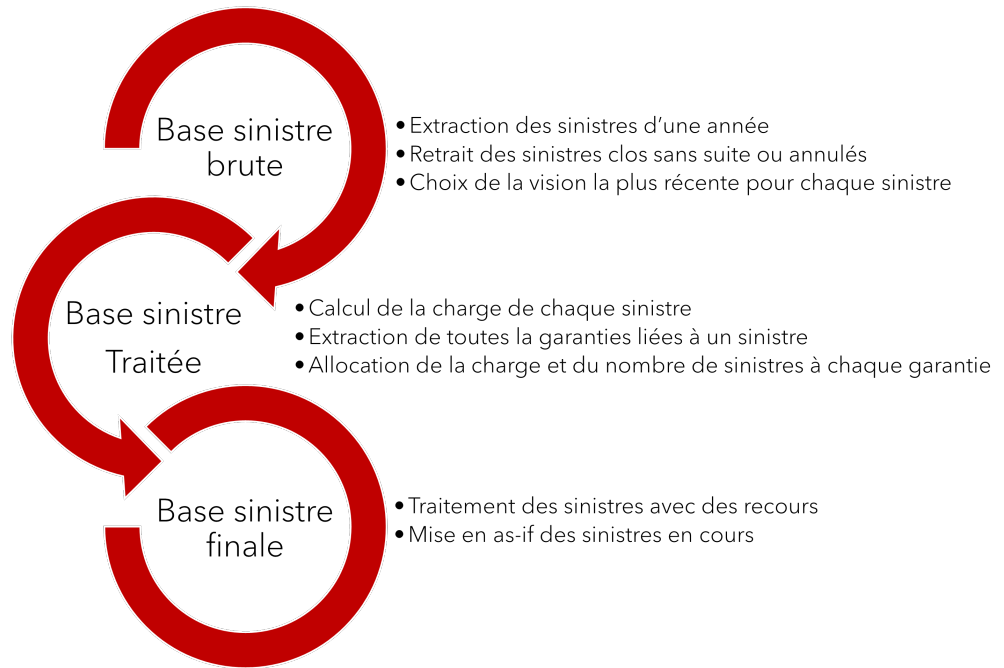 Base sinistre
brute
• Extraction des sinistres d’une année
• Retrait des sinistres clos sans suite ou annulés
• Choix de la vision la plus récente pour chaque sinistre
Base sinistre
Traitée
• Calcul de la charge de chaque sinistre
• Extraction de toutes la garanties liées à un sinistre
• Allocation de la charge et du nombre de sinistres à chaque garantie
Base sinistre
finale
• Traitement des sinistres avec des recours
• Mise en as-if des sinistres en cours